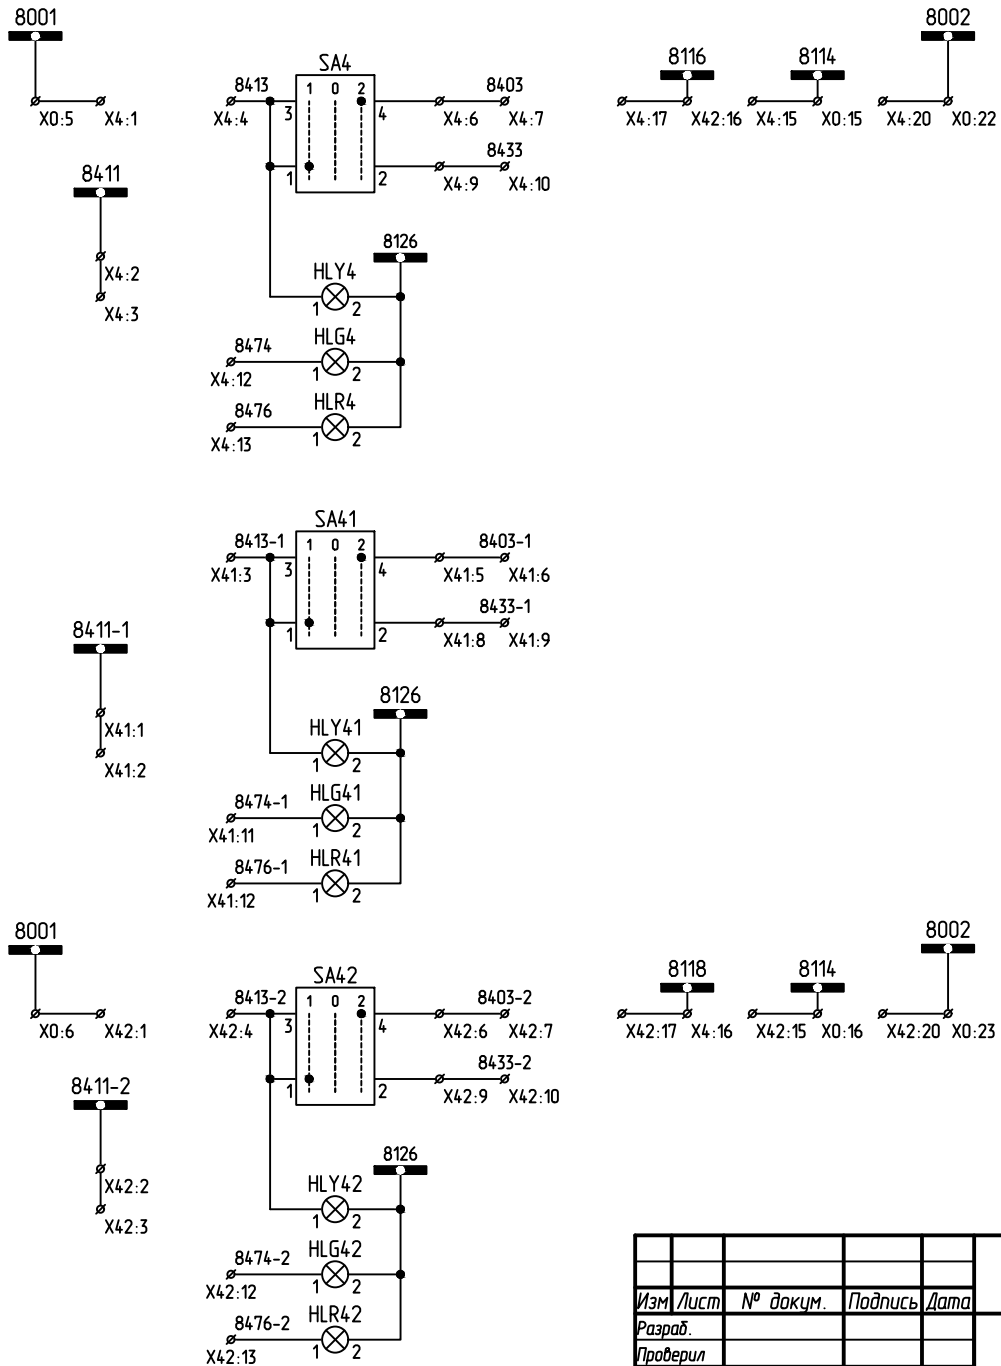 8001
X0:5 X4:1
8411
X4:2
X4:3
SA4
8413
X4:4
1 0 2
3 4
1 2
8403
X4:6 X4:7
8433
X4:9 X4:10
8126
HLY4
1 2
8474
HLG4
X4:12
1 2
8476
HLR4
X4:13
1 2
8116
X4:17 X42:16
8114
X4:15 X0:15
8002
X4:20 X0:22
SA41
8413-1
X41:3
1 0 2
3 4
1 2
8403-1
X41:5 X41:6
8433-1
X41:8 X41:9
8411-1
X41:1
X41:2
8126
HLY41
1 2
8474-1
HLG41
X41:11
1 2
8476-1
HLR41
X41:12
1 2
8001
X0:6 X42:1
8411-2
X42:2
X42:3
SA42
8413-2
X42:4
1 0 2
3 4
1 2
8403-2
X42:6 X42:7
8433-2
X42:9 X42:10
8126
HLY42
1 2
8474-2
HLG42
X42:12
1 2
8476-2
HLR42
X42:13
1 2
8118
X42:17 X4:16
8114
X42:15 X0:16
8002
X42:20 X0:23
Изм Лист № докум. Подпись Дата
Разраб.
Проверил